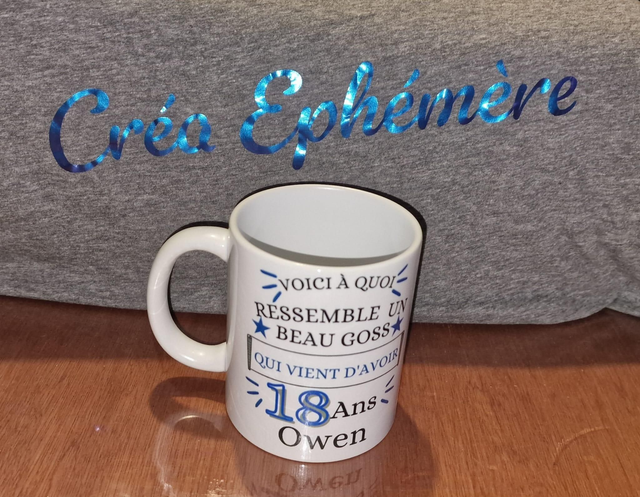 Créa Ephémère
VOICI À QUOI
RESSEMBLE UN
BEAU GOSS
QUI VIENT D'AVOIR
18 Ans
Owen